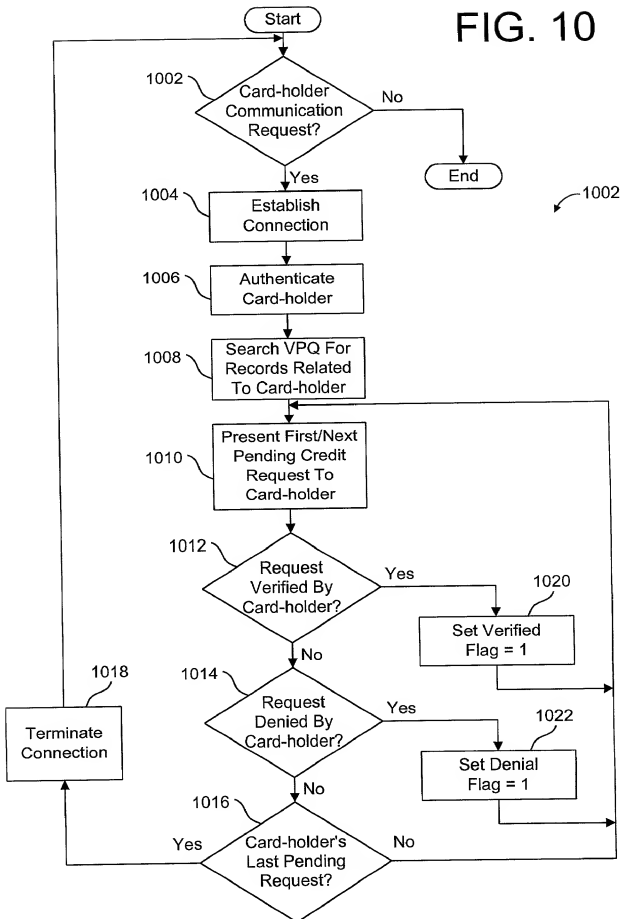 Start
FIG. 10
1002
Card-holder
Communication
Request?
No
End
Yes
1004
Establish
Connection
1002
1006
Authenticate
Card-holder
1008
Search VPQ For
Records Related
To Card-holder
1010
Present First/Next
Pending Credit
Request To
Card-holder
1012
Request
Verified By
Card-holder?
Yes
1020
Set Verified
Flag = 1
No
1014
Request
Denied By
Card-holder?
Yes
1022
Set Denial
Flag = 1
No
1018
Terminate
Connection
1016
Card-holder's
Last Pending
Request?
Yes
No